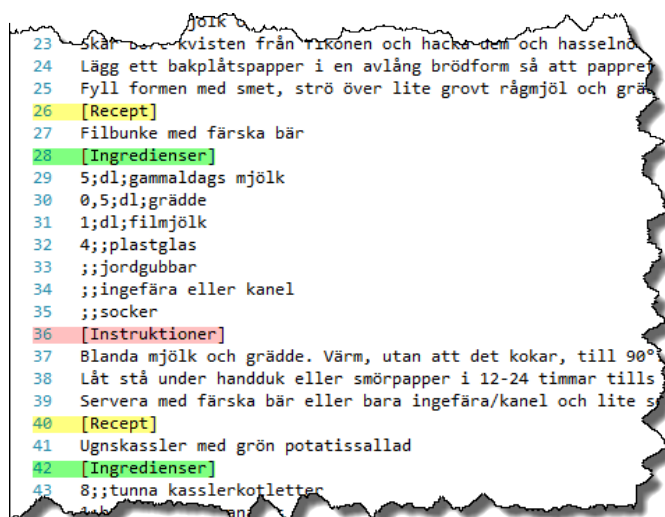 mjölk o
23 Skär kvisten från fikonen och hacka dem och hasselnö
24 Lägg ett bakplåtspapper i en avlång brödform så att pappre
25 Fyll formen med smet, strö över lite grovt rågmjöl och gräd
26 [Recept]
27 Filbunke med färska bär
28 [Ingredienser]
29 5;dl;gammaldags mjölk
30 0,5;dl;grädde
31 1;dl;filmjölk
32 4;;plastglas
33 ;;jordgubbar
34 ;;ingefära eller kanel
35 ;;socker
36 [Instruktioner]
37 Blanda mjölk och grädde. Värm, utan att det kokar, till 90°
38 Låt stå under handduk eller smörpapper i 12-24 timmar tills
39 Servera med färska bär eller bara ingefära/kanel och lite s
40 [Recept]
41 Ugnskassler med grön potatissallad
42 [Ingredienser]
43 8;;tunna kasslerkotletter